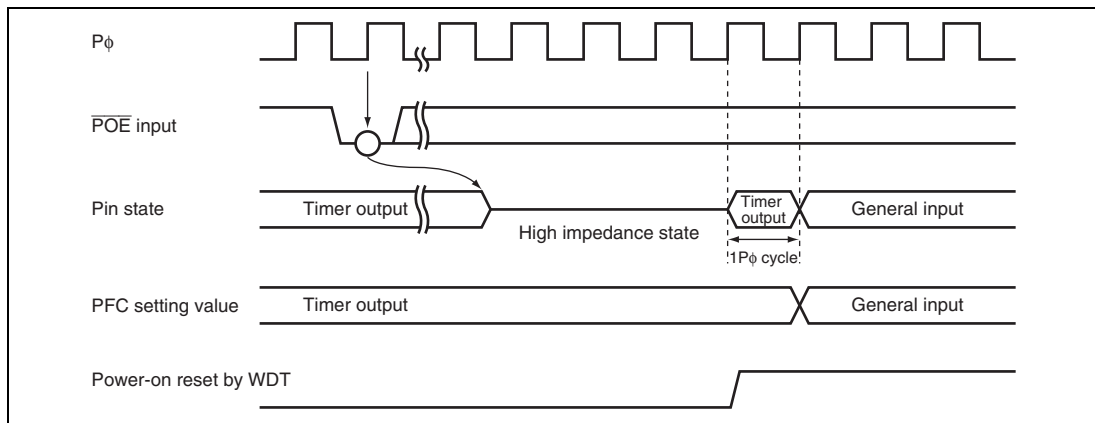 Pϕ
P̅O̅E̅ input
Pin state
Timer output
High impedance state
Timer
output
General input
1Pϕ cycle
PFC setting value
Timer output
General input
Power-on reset by WDT